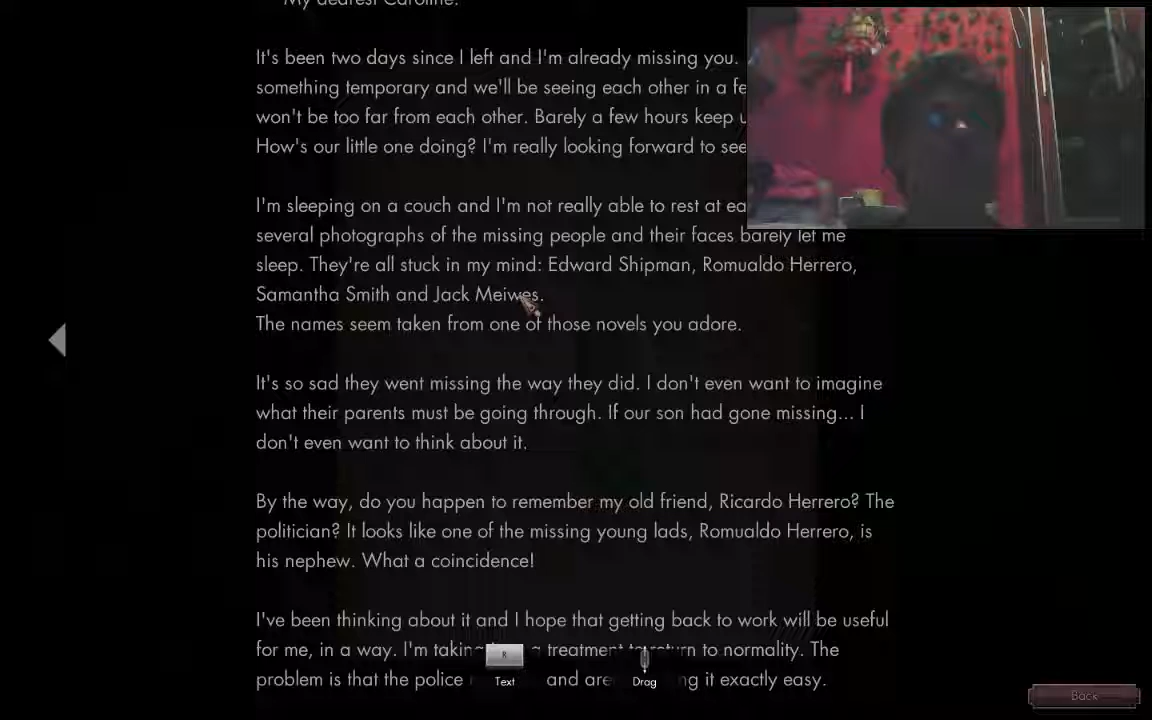 My dearest Caroline:
It's been two days since I left and I'm already missing you.
something temporary and we'll be seeing each other in a fe
won't be too far from each other. Barely a few hours keep u
How's our little one doing? I'm really looking forward to see
I'm sleeping on a couch and I'm not really able to rest at ea
several photographs of the missing people and their faces barely let me
sleep. They're all stuck in my mind: Edward Shipman, Romualdo Herrero,
Samantha Smith and Jack Meiwes.
The names seem taken from one of those novels you adore.
It's so sad they went missing the way they did. I don't even want to imagine
what their parents must be going through. If our son had gone missing... I
don't even want to think about it.
By the way, do you happen to remember my old friend, Ricardo Herrero? The
politician? It looks like one of the missing young lads, Romualdo Herrero, is
his nephew. What a coincidence!
I've been thinking about it and I hope that getting back to work will be useful
for me, in a way. I'm taking a treatment to return to normality. The
problem is that the police and are ng it exactly easy.
R
Text
Drag
Back